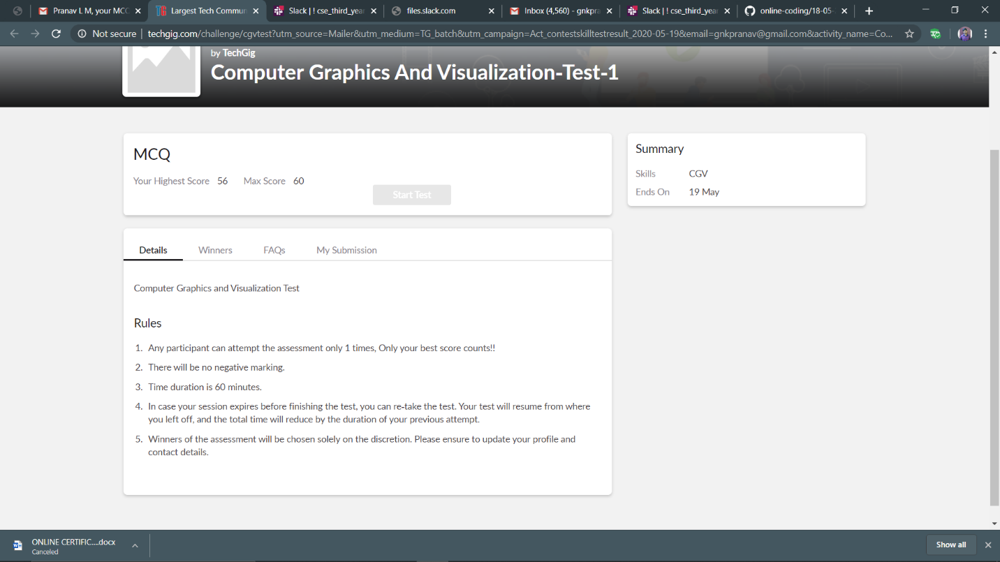 Pranav L M, your MCC
Largest Tech Commun
Slack | ! cse_third_year
files.slack.com
Inbox (4,560) - gnkpra
Slack | ! cse_third_year
online-coding/18-05-
Not secure | techgig.com/challenge/cgvtest?utm_source=Mailer&utm_medium=TG_batch&utm_campaign=Act_contestskilltestresult_2020-05-19&email=gnkpranav@gmail.com&activity_name=Co...
by TechGig
Computer Graphics And Visualization-Test-1
MCQ
Your Highest Score 56 Max Score 60
Start Test
Summary
Skills CGV
Ends On 19 May
Details Winners FAQs My Submission
Computer Graphics and Visualization Test
Rules
1. Any participant can attempt the assessment only 1 times, Only your best score counts!!
2. There will be no negative marking.
3. Time duration is 60 minutes.
4. In case your session expires before finishing the test, you can re-take the test. Your test will resume from where
you left off, and the total time will reduce by the duration of your previous attempt.
5. Winners of the assessment will be chosen solely on the discretion. Please ensure to update your profile and
contact details.
ONLINE CERTIFIC....docx
Canceled
Show all